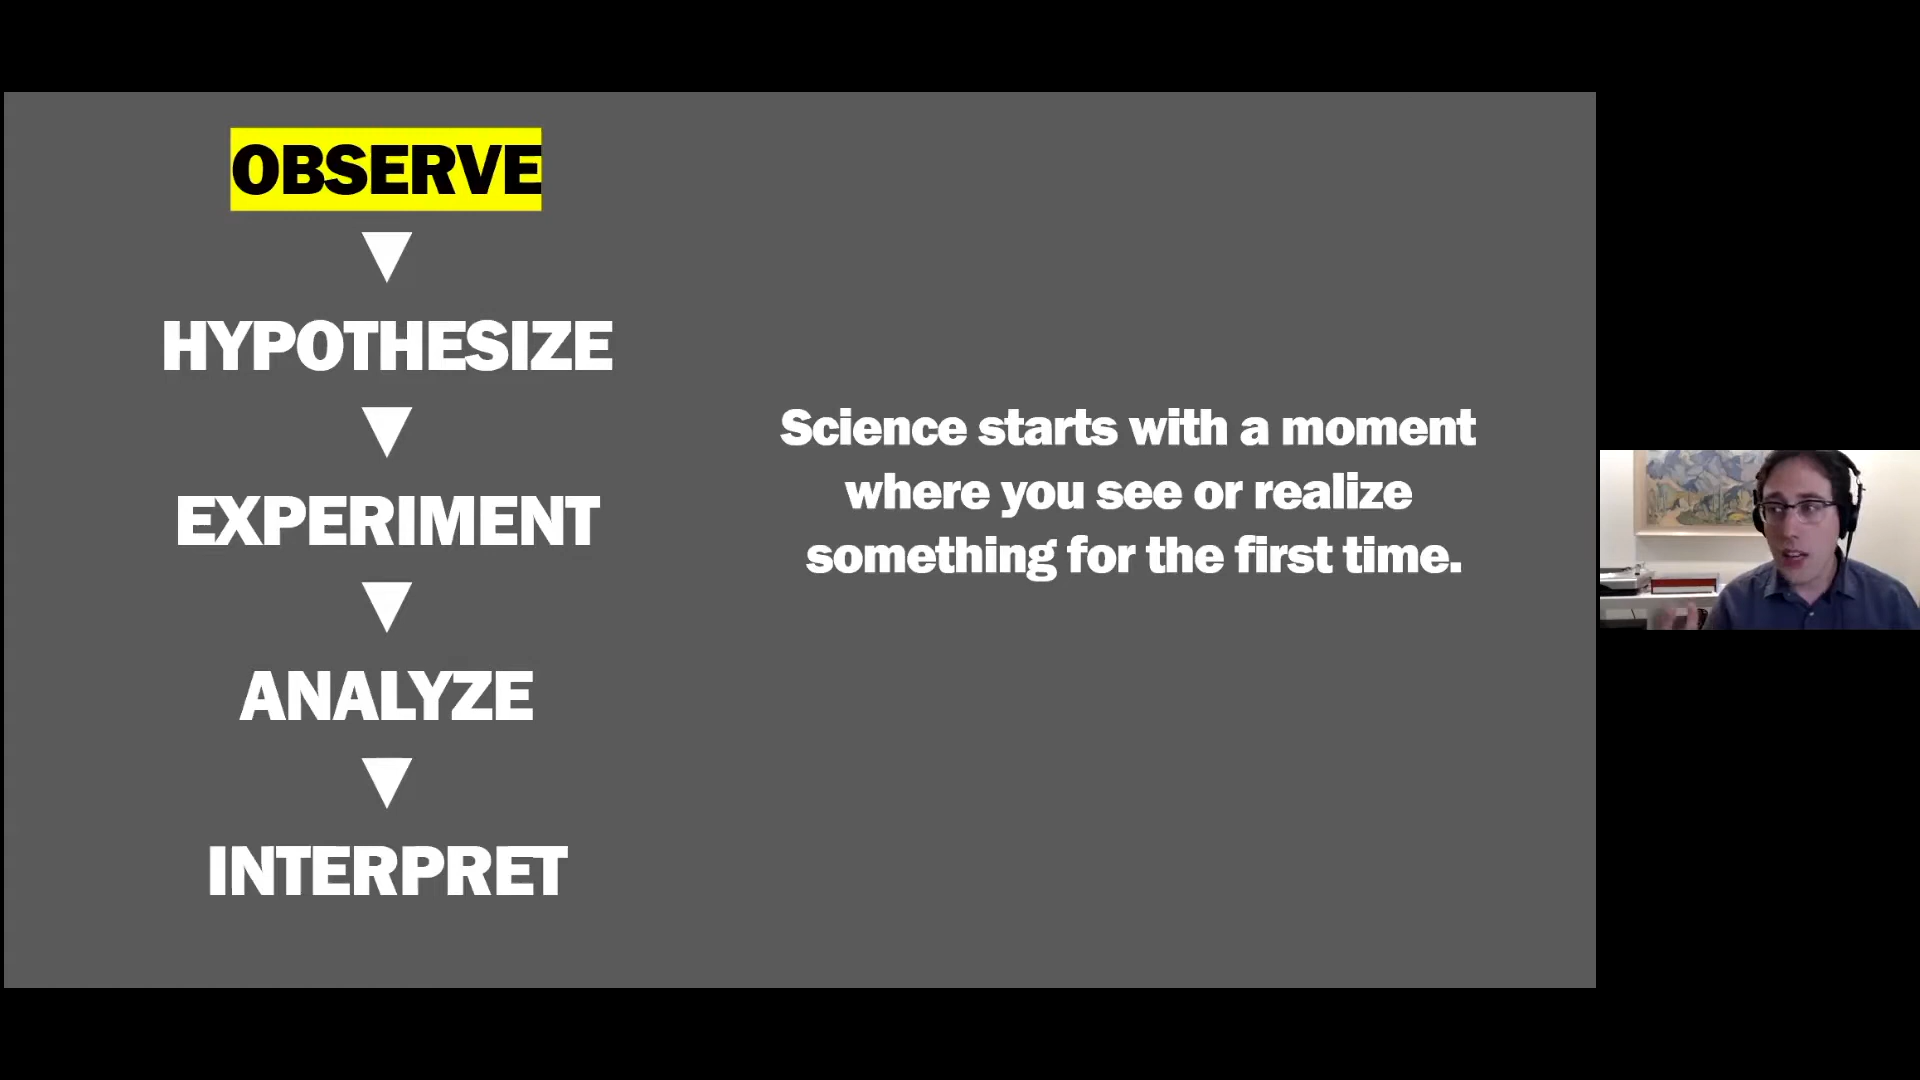 OBSERVE
HYPOTHESIZE
EXPERIMENT
ANALYZE
INTERPRET
Science starts with a moment
where you see or realize
something for the first time.